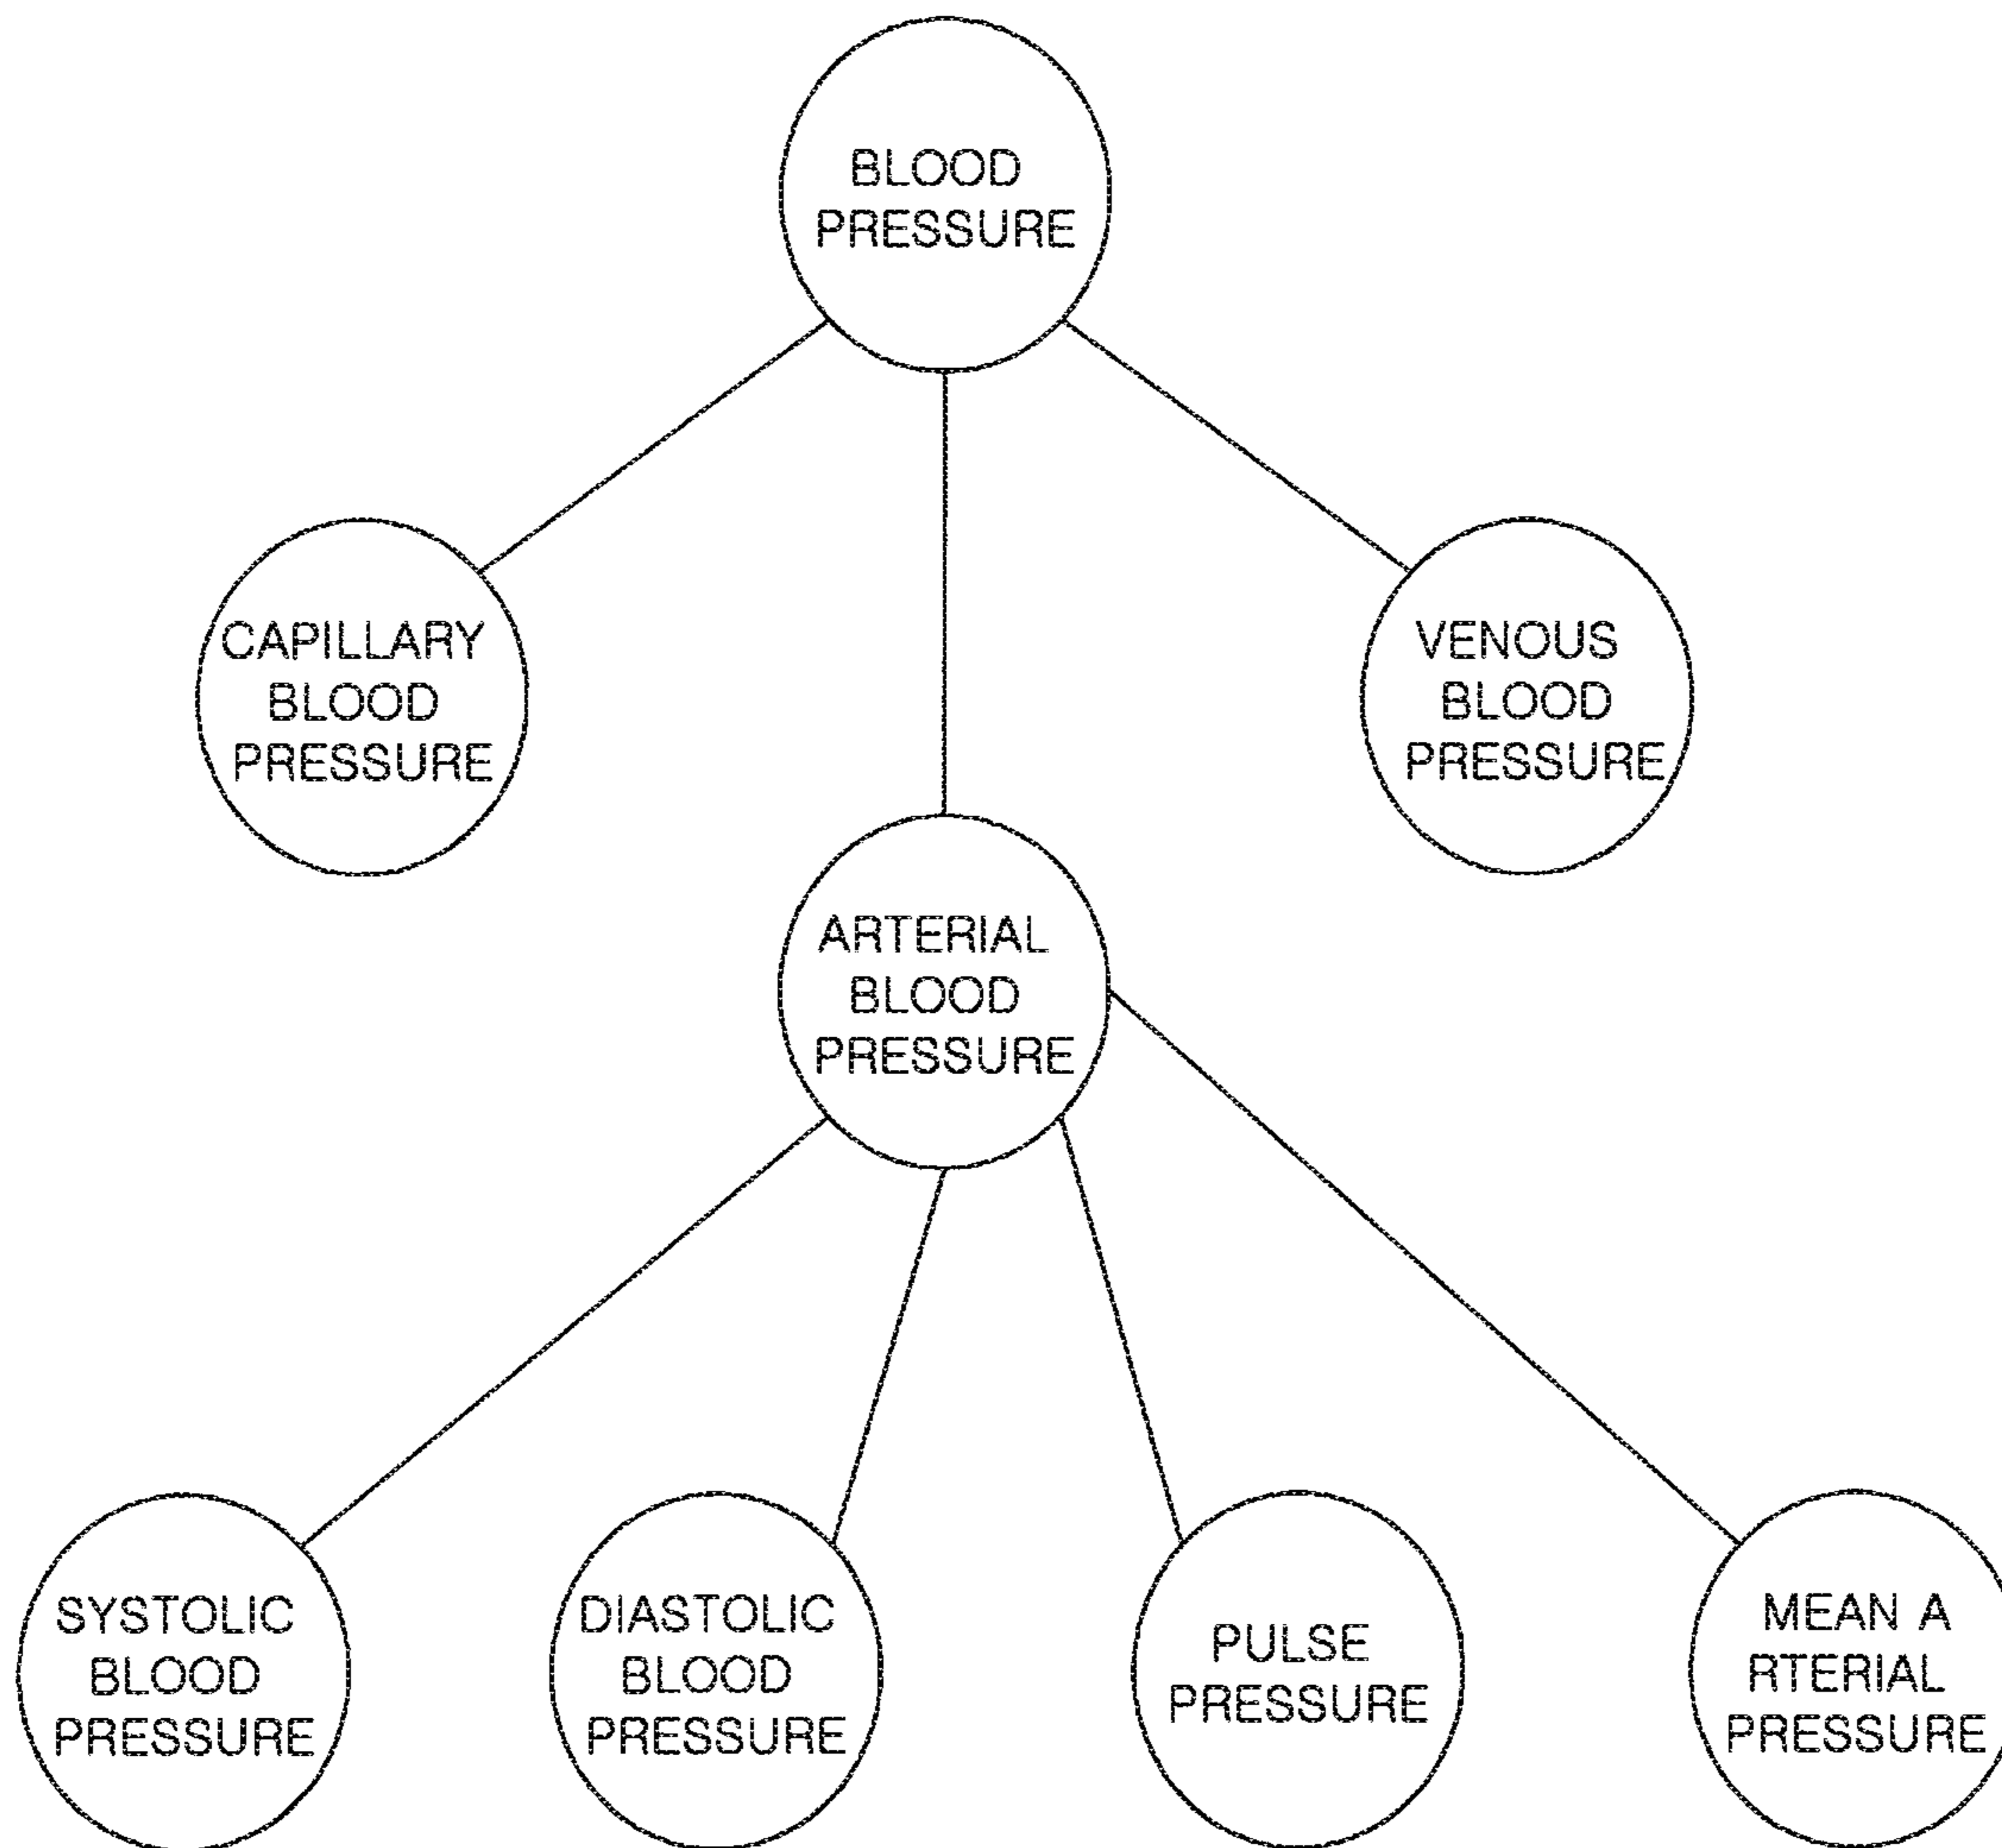 BLOOD
PRESSURE
CAPILLARY
BLOOD
PRESSURE
VENOUS
BLOOD
PRESSURE
ARTERIAL
BLOOD
PRESSURE
SYSTOLIC
BLOOD
PRESSURE
DIASTOLIC
BLOOD
PRESSURE
PULSE
PRESSURE
MEAN A
RTERIAL
PRESSURE